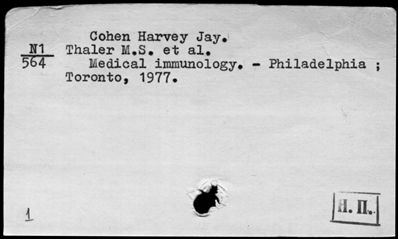 Cohen Harvey Jay.
N1 Thaler M.S. et al.
564 Medical immunology. - Philadelphia ;
Toronto, 1977.
1
Н. П.